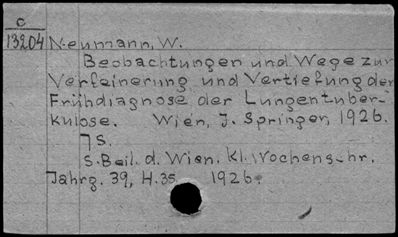 C
13204 Neumann, W.
Beobachtungen und Wege zur
Verfeinerung und Vertiefung der
Frühdiagnose der Lungentuber-
kulose. Wien, J. Springer, 1926.
7 S.
S. Beil. d. Wien. Kl. Wochenschr.
Jahrg. 39, H. 35. 1926.